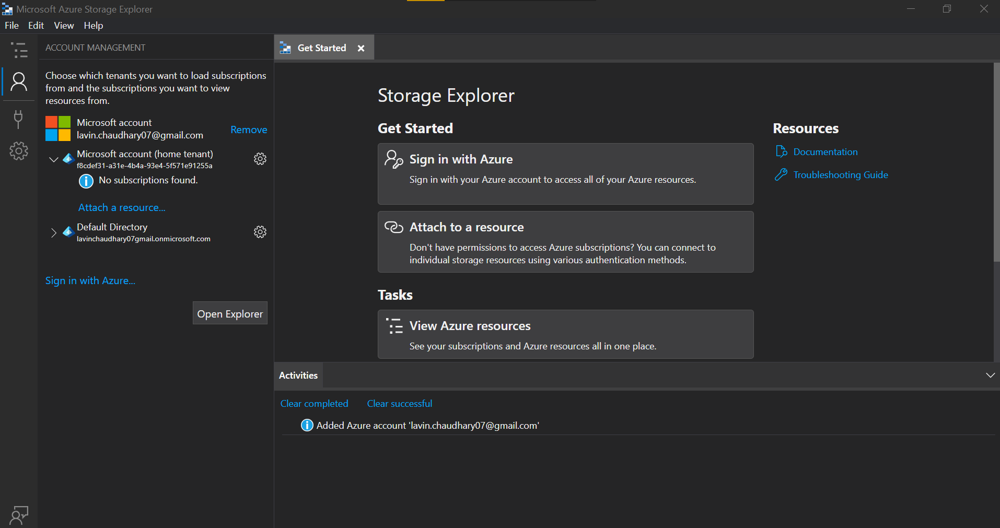 Microsoft Azure Storage Explorer
File Edit View Help
ACCOUNT MANAGEMENT
Choose which tenants you want to load subscriptions
from and the subscriptions you want to view
resources from.
Microsoft account
lavin.chaudhary07@gmail.com
Remove
Microsoft account (home tenant)
f8cdef31-a31e-4b4a-93e4-5f571e91255a
No subscriptions found.
Attach a resource...
Default Directory
lavinchaudhary07gmail.onmicrosoft.com
Sign in with Azure...
Open Explorer
Get Started
Storage Explorer
Get Started
Sign in with Azure
Sign in with your Azure account to access all of your Azure resources.
Attach to a resource
Don't have permissions to access Azure subscriptions? You can connect to
individual storage resources using various authentication methods.
Tasks
View Azure resources
See your subscriptions and Azure resources all in one place.
Resources
Documentation
Troubleshooting Guide
Activities
Clear completed Clear successful
Added Azure account 'lavin.chaudhary07@gmail.com'